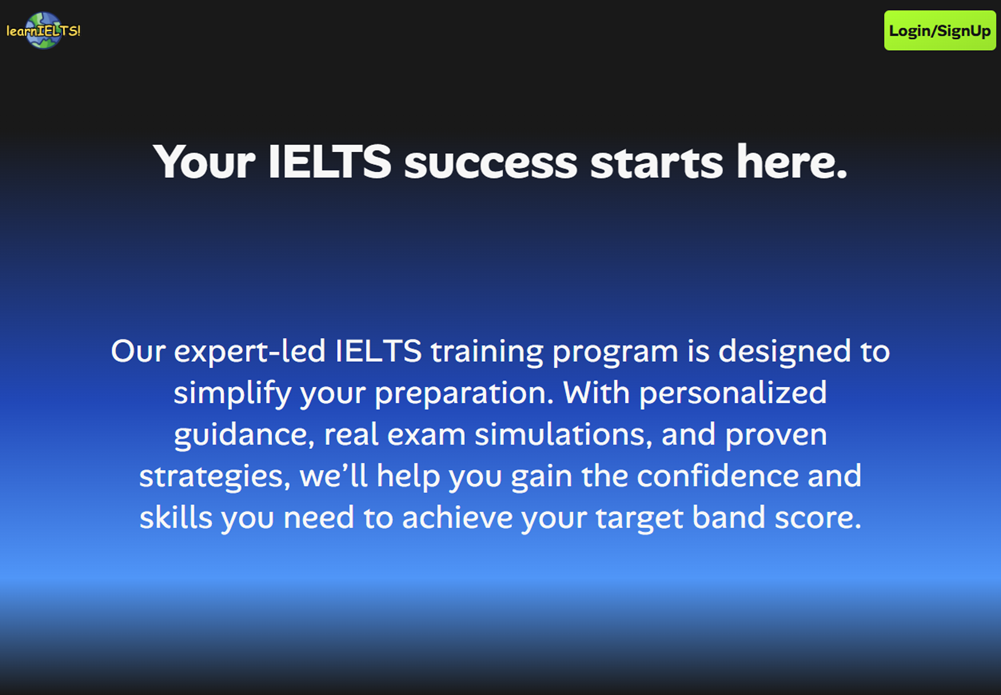 learnIELTS!
Login/SignUp
Your IELTS success starts here.
Our expert-led IELTS training program is designed to
simplify your preparation. With personalized
guidance, real exam simulations, and proven
strategies, we’ll help you gain the confidence and
skills you need to achieve your target band score.